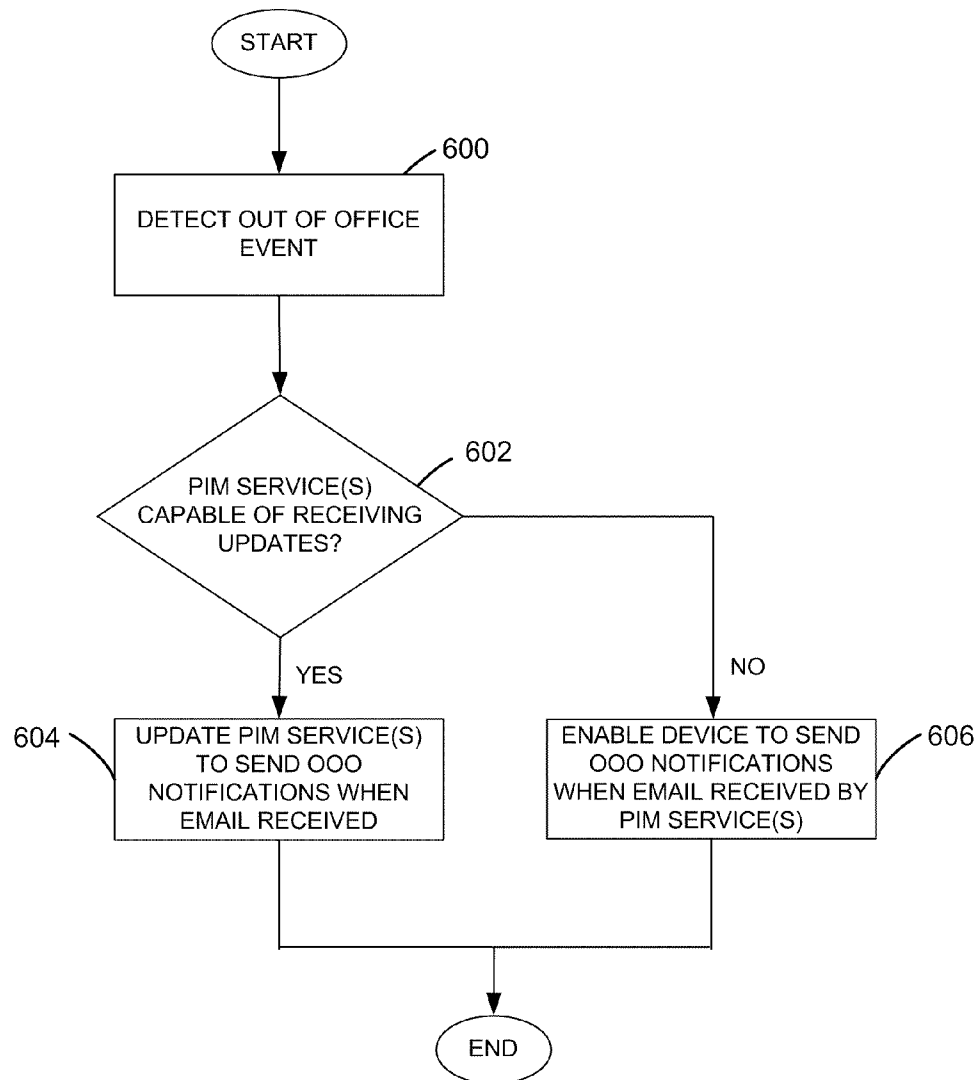 START
600
DETECT OUT OF OFFICE
EVENT
602
PIM SERVICE(S)
CAPABLE OF RECEIVING
UPDATES?
YES
NO
604
UPDATE PIM SERVICE(S)
TO SEND OOO
NOTIFICATIONS WHEN
EMAIL RECEIVED
ENABLE DEVICE TO SEND
OOO NOTIFICATIONS
WHEN EMAIL RECEIVED BY
PIM SERVICE(S)
606
END